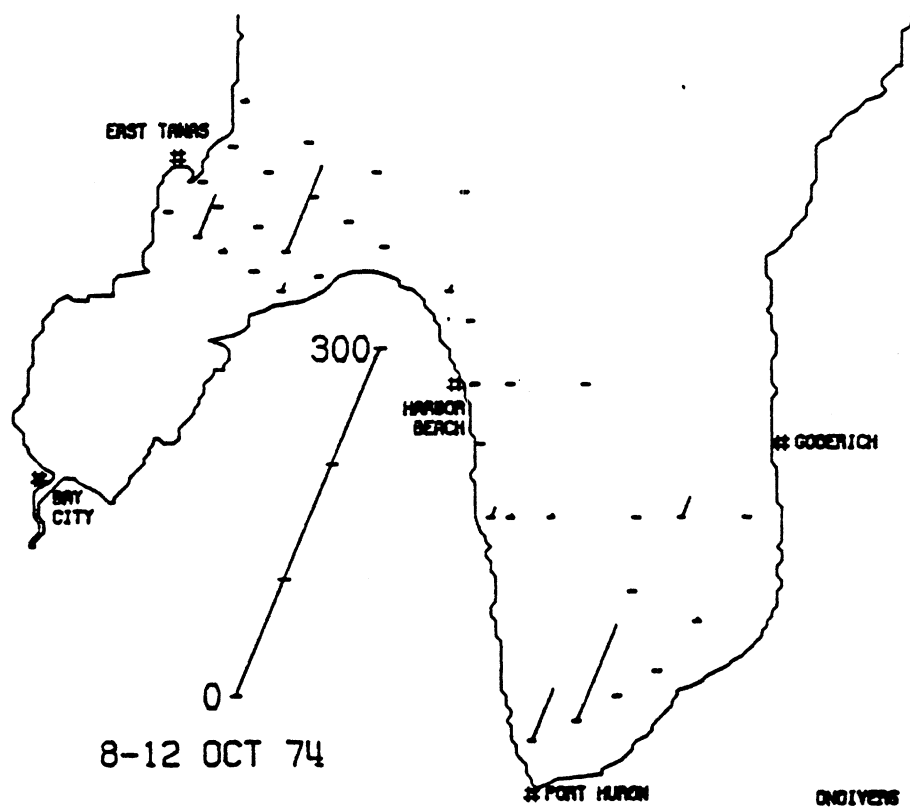 EAST TAWAS
300
#
HARBOR
BEACH
# GODERICH
#
BAY
CITY
0
8-12 OCT 74
# PORT HURON